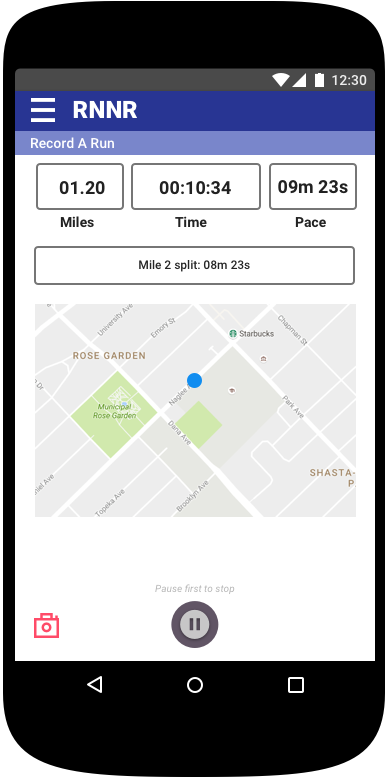 12:30
RNNR
Record A Run
01.20
00:10:34
09m 23s
Miles
Time
Pace
Mile 2 split: 08m 23s
University Ave
Emory St
Chapman St
Starbucks
ROSE GARDEN
Naglee
Municipal
Rose Garden
Park Ave
Dana Ave
SHASTA-
P
Topeka Ave
Brooklyn Ave
Pause first to stop